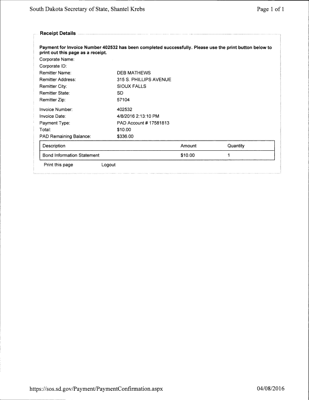 South Dakota Secretary of State, Shantel Krebs Page 1 of 1
Receipt Details
Payment for Invoice Number 402532 has been completed successfully. Please use the print button below to
print out this page as a receipt.
Corporate Name:
Corporate ID:
Remitter Name: DEB MATHEWS
Remitter Address: 315 S. PHILLIPS AVENUE
Remitter City: SIOUX FALLS
Remitter State: SD
Remitter Zip: 57104
Invoice Number: 402532
Invoice Date: 4/8/2016 2:13:10 PM
Payment Type: PAD Account # 17581813
Total: $10.00
PAD Remaining Balance: $336.00
Description Amount Quantity
Bond Information Statement $10.00 1
Print this page Logout
https://sos.sd.gov/Payment/PaymentConfirmation.aspx 04/08/2016